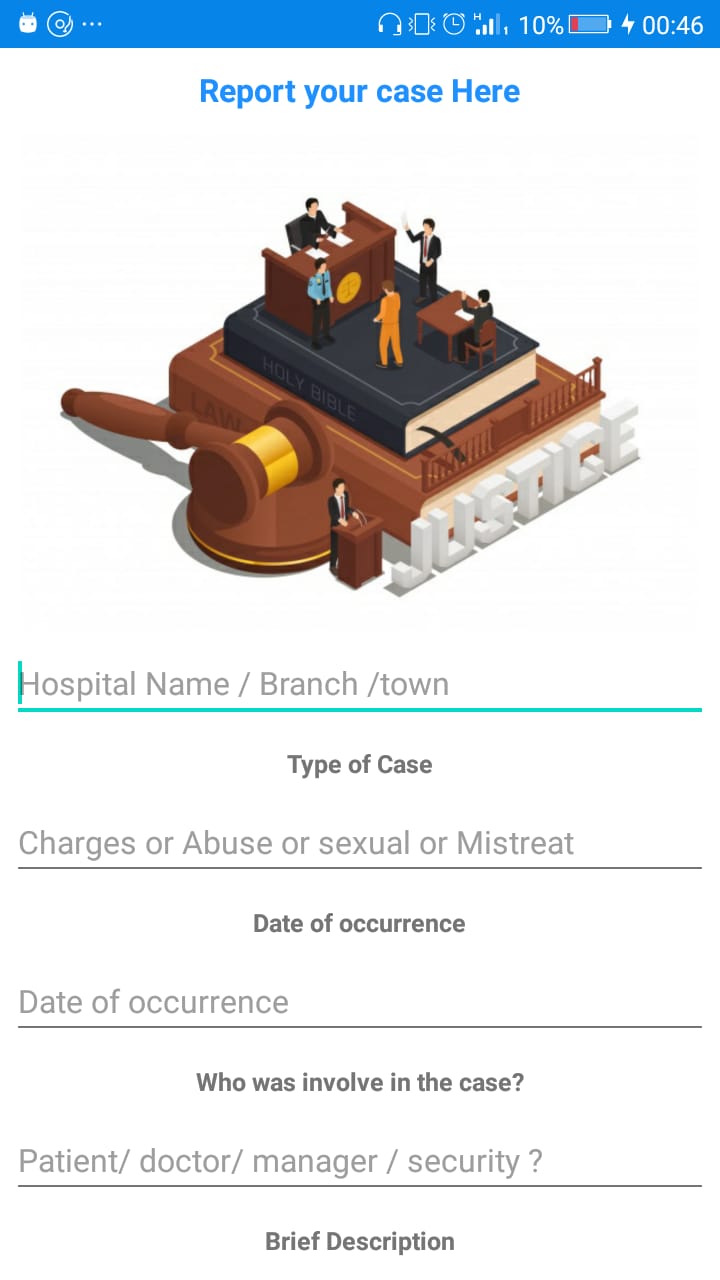 H
10%
00:46
Report your case Here
HOLY BIBLE
LAW
JUSTICE
Hospital Name / Branch /town
Type of Case
Charges or Abuse or sexual or Mistreat
Date of occurrence
Date of occurrence
Who was involve in the case?
Patient/ doctor/ manager / security ?
Brief Description